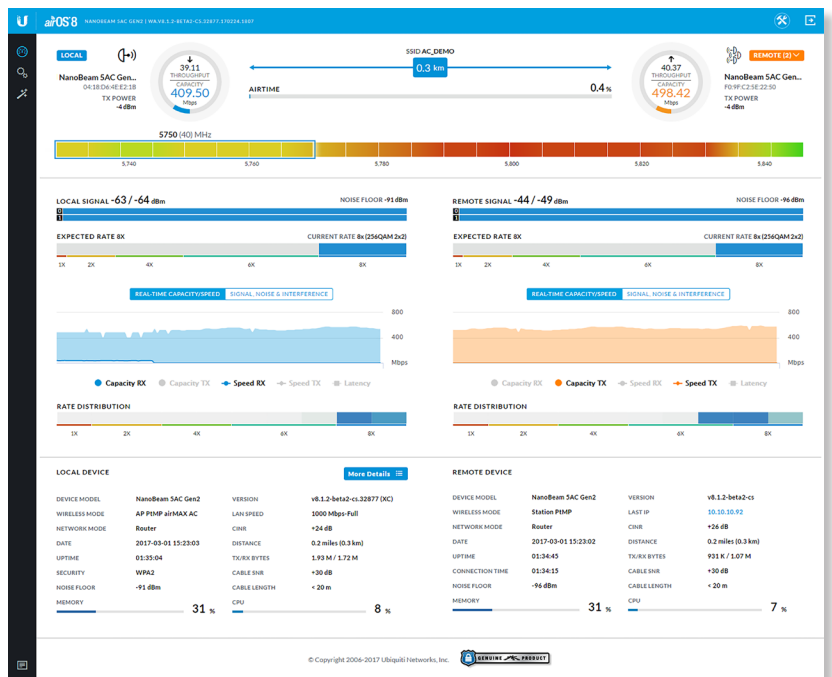 airOS®8 NANOBEAM 5AC GEN2 | WA.V8.1.2-BETA2-CS.32877.170224.1507
LOCAL
NanoBeam 5AC Gen...
04:18:D6:4E:E2:1B
TX POWER
-4 dBm
39.11
THROUGHPUT
CAPACITY
409.50
Mbps
SSID AC_DEMO
0.3 km
AIRTIME 0.4 %
40.37
THROUGHPUT
CAPACITY
498.42
Mbps
REMOTE (2)
NanoBeam 5AC Gen...
F0:9F:C2:5E:22:50
TX POWER
-4 dBm
5750 (40) MHz
5,740 5,760 5,780 5,800 5,820 5,840
LOCAL SIGNAL -63 / -64 dBm NOISE FLOOR -91 dBm
0
1
EXPECTED RATE 8X CURRENT RATE 8x (256QAM 2x2)
1X 2X 4X 6X 8X
REAL-TIME CAPACITY/SPEED SIGNAL, NOISE & INTERFERENCE
800
400
Mbps
Capacity RX Capacity TX Speed RX Speed TX Latency
RATE DISTRIBUTION
1X 2X 4X 6X 8X
REMOTE SIGNAL -44 / -49 dBm NOISE FLOOR -96 dBm
0
1
EXPECTED RATE 8X CURRENT RATE 8x (256QAM 2x2)
1X 2X 4X 6X 8X
REAL-TIME CAPACITY/SPEED SIGNAL, NOISE & INTERFERENCE
800
400
Mbps
Capacity RX Capacity TX Speed RX Speed TX Latency
RATE DISTRIBUTION
1X 2X 4X 6X 8X
LOCAL DEVICE More Details
DEVICE MODEL NanoBeam 5AC Gen2 VERSION v8.1.2-beta2-cs.32877 (XC)
WIRELESS MODE AP PtMP airMAX AC LAN SPEED 1000 Mbps-Full
NETWORK MODE Router CINR +24 dB
DATE 2017-03-01 15:23:03 DISTANCE 0.2 miles (0.3 km)
UPTIME 01:35:04 TX/RX BYTES 1.93 M / 1.72 M
SECURITY WPA2 CABLE SNR +30 dB
NOISE FLOOR -91 dBm CABLE LENGTH < 20 m
MEMORY 31 % CPU 8 %
REMOTE DEVICE
DEVICE MODEL NanoBeam 5AC Gen2 VERSION v8.1.2-beta2-cs
WIRELESS MODE Station PtMP LAST IP 10.10.10.92
NETWORK MODE Router CINR +26 dB
DATE 2017-03-01 15:23:02 DISTANCE 0.2 miles (0.3 km)
UPTIME 01:34:45 TX/RX BYTES 931 K / 1.07 M
CONNECTION TIME 01:34:15 CABLE SNR +30 dB
NOISE FLOOR -96 dBm CABLE LENGTH < 20 m
MEMORY 31 % CPU 7 %
© Copyright 2006-2017 Ubiquiti Networks, Inc. GENUINE PRODUCT